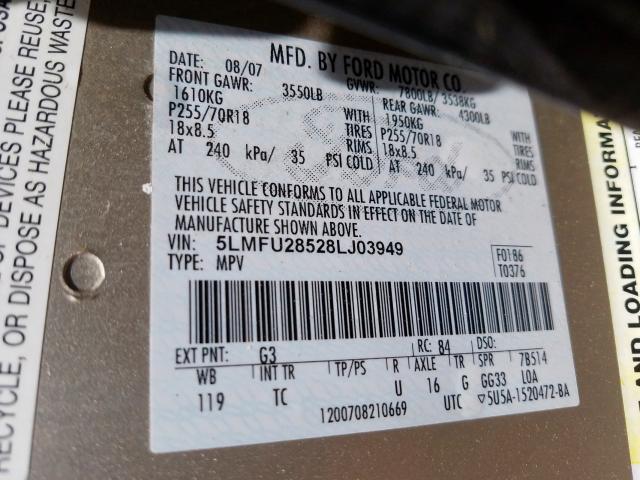 DEVICES PLEASE REUSE,
RECYCLE, OR DISPOSE AS HAZARDOUS WASTE
MFD. BY FORD MOTOR CO.
DATE: 08/07 GVWR: 7800LB/ 3538KG
FRONT GAWR: 3550LB REAR GAWR: 4300LB
1610KG WITH 1950KG WITH
P255/70R18 TIRES P255/70R18 TIRES
18x8.5 RIMS 18x8.5 RIMS
AT 240 kPa/ 35 PSI COLD AT 240 kPa/ 35 PSI COLD
THIS VEHICLE CONFORMS TO ALL APPLICABLE FEDERAL MOTOR
VEHICLE SAFETY STANDARDS IN EFFECT ON THE DATE OF
MANUFACTURE SHOWN ABOVE.
VIN: 5LMFU28528LJ03949 F0186
TYPE: MPV T0376
EXT PNT: G3 RC: 84 DSO:
WB INT TR TP/PS R AXLE TR SPR 7B514
119 TC U 16 G GG33 LOA
1200708210669 UTC ▽5U5A-1520472-BA
AND LOADING INFORMA